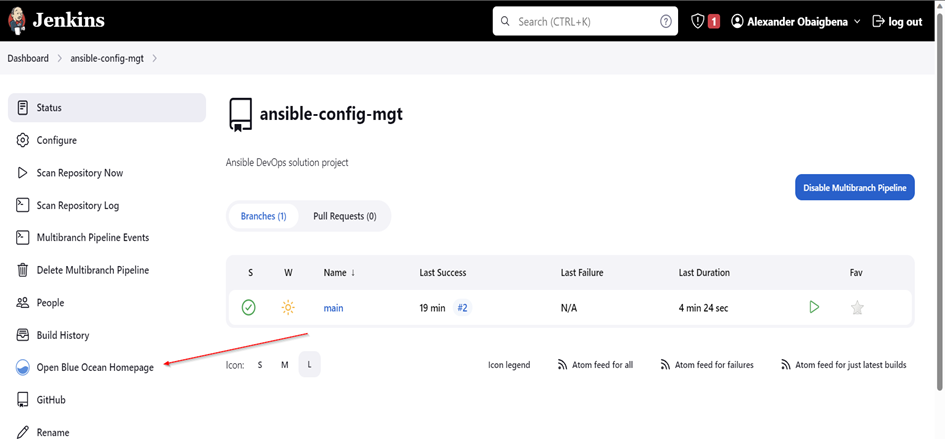 Jenkins
Search (CTRL+K)
?
1
Alexander Obaigbena
log out
Dashboard
ansible-config-mgt
Status
Configure
Scan Repository Now
Scan Repository Log
Multibranch Pipeline Events
Delete Multibranch Pipeline
People
Build History
Open Blue Ocean Homepage
GitHub
Rename
ansible-config-mgt
Ansible DevOps solution project
Disable Multibranch Pipeline
Branches (1) Pull Requests (0)
S W Name ↓ Last Success Last Failure Last Duration Fav
main 19 min #2 N/A 4 min 24 sec
Icon: S M L Icon legend Atom feed for all Atom feed for failures Atom feed for just latest builds